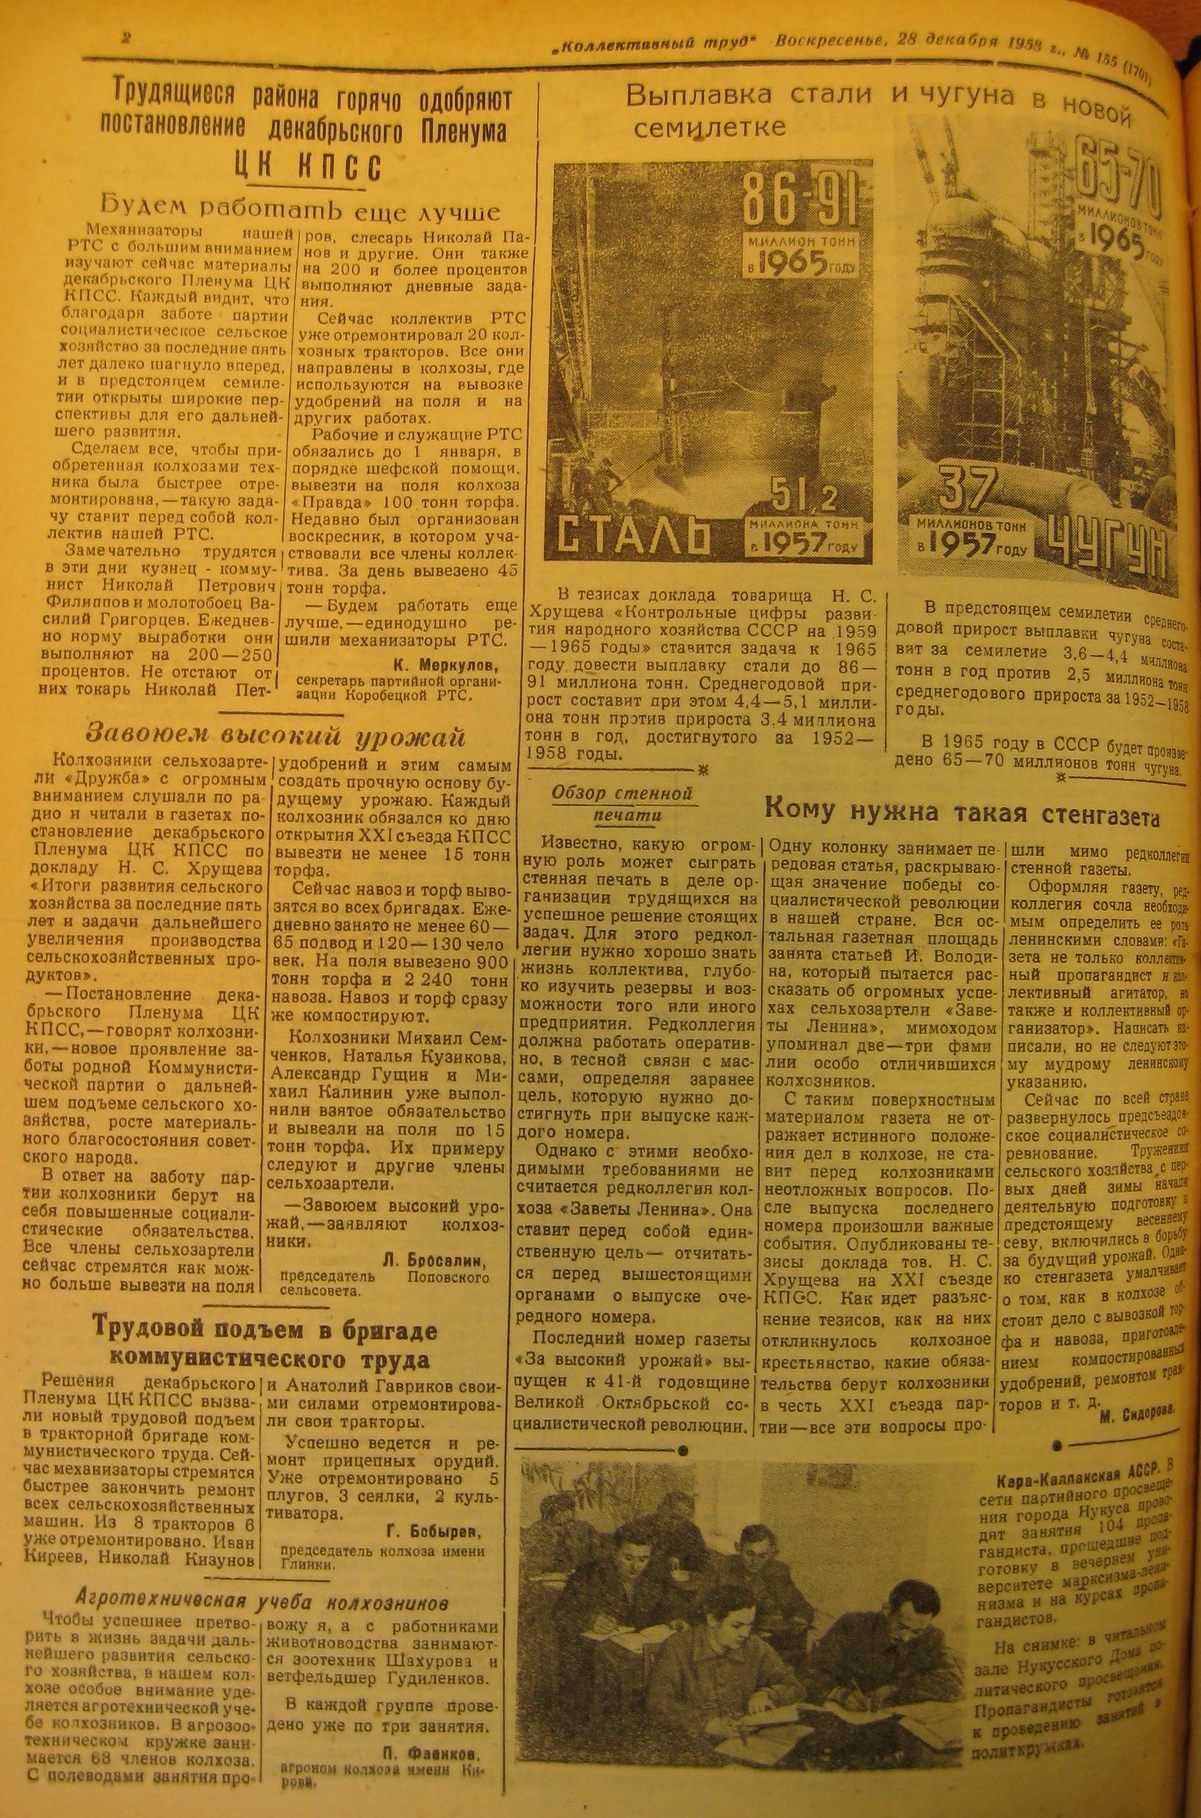 2
„Коллективный труд“ Воскресенье, 28 декабря 1958 г., № 155 (1701)
Трудящиеся района горячо одобряют
постановление декабрьского Пленума
ЦК КПСС
Будем работать еще лучше
Механизаторы нашей
РТС с большим вниманием
изучают сейчас материалы
декабрьского Пленума ЦК
КПСС. Каждый видит, что
благодаря заботе партии
социалистическое сельское
хозяйство за последние пять
лет далеко шагнуло вперед,
и в предстоящем семиле-
тии открыты широкие пер-
спективы для его дальней-
шего развития.
Сделаем все, чтобы при-
обретенная колхозами тех-
ника была быстрее отре-
монтирована,—такую зада-
чу ставит перед собой кол-
лектив нашей РТС.
Замечательно трудятся
в эти дни кузнец - комму-
нист Николай Петрович
Филиппов и молотобоец Ва-
силий Григорцев. Ежеднев-
но норму выработки они
выполняют на 200—250
процентов. Не отстают от
них токарь Николай Пет-
ров, слесарь Николай Па-
нов и другие. Они также
на 200 и более процентов
выполняют дневные зада-
ния.
Сейчас коллектив РТС
уже отремонтировал 20 кол-
хозных тракторов. Все они
направлены в колхозы, где
используются на вывозке
удобрений на поля и на
других работах.
Рабочие и служащие РТС
обязались до 1 января, в
порядке шефской помощи,
вывезти на поля колхоза
«Правда» 100 тонн торфа.
Недавно был организован
воскресник, в котором уча-
ствовали все члены коллек-
тива. За день вывезено 45
тонн торфа.
—Будем работать еще
лучше,—единодушно ре-
шили механизаторы РТС.
К. Меркулов,
секретарь партийной органи-
зации Коробецкой РТС.
Завоюем высокий урожай
Колхозники сельхозарте-
ли «Дружба» с огромным
вниманием слушали по ра-
дио и читали в газетах по-
становление декабрьского
Пленума ЦК КПСС по
докладу Н. С. Хрущева
«Итоги развития сельского
хозяйства за последние пять
лет и задачи дальнейшего
увеличения производства
сельскохозяйственных про-
дуктов».
—Постановление дека-
брьского Пленума ЦК
КПСС,—говорят колхозни-
ки,—новое проявление за-
боты родной Коммунисти-
ческой партии о дальней-
шем подъеме сельского хо-
зяйства, росте материаль-
ного благосостояния совет-
ского народа.
В ответ на заботу пар-
тии колхозники берут на
себя повышенные социали-
стические обязательства.
Все члены сельхозартели
сейчас стремятся как мож-
но больше вывезти на поля
удобрений и этим самым
создать прочную основу бу-
дущему урожаю. Каждый
колхозник обязался ко дню
открытия XXI съезда КПСС
вывезти не менее 15 тонн
торфа.
Сейчас навоз и торф выво-
зятся во всех бригадах. Еже-
дневно занято не менее 60—
65 подвод и 120—130 чело
век. На поля вывезено 900
тонн торфа и 2 240 тонн
навоза. Навоз и торф сразу
же компостируют.
Колхозники Михаил Сем-
ченков, Наталья Кузикова,
Александр Гущин и Ми-
хаил Калинин уже выпол-
нили взятое обязательство
и вывезли на поля по 15
тонн торфа. Их примеру
следуют и другие члены
сельхозартели.
—Завоюем высокий уро-
жай,—заявляют колхоз-
ники.
Л. Бросалин,
председатель Поповского
сельсовета.
Трудовой подъем в бригаде
коммунистического труда
Решения декабрьского
Пленума ЦК КПСС вызва-
ли новый трудовой подъем
в тракторной бригаде ком-
мунистического труда. Сей-
час механизаторы стремятся
быстрее закончить ремонт
всех сельскохозяйственных
машин. Из 8 тракторов 6
уже отремонтировано. Иван
Киреев, Николай Кизунов
и Анатолий Гавриков свои-
ми силами отремонтирова-
ли свои тракторы.
Успешно ведется и ре-
монт прицепных орудий.
Уже отремонтировано 5
плугов, 3 сеялки, 2 куль-
тиватора.
Г. Бобырев,
председатель колхоза имени
Глинки.
Агротехническая учеба колхозников
Чтобы успешнее претво-
рить в жизнь задачи даль-
нейшего развития сельско-
го хозяйства, в нашем кол-
хозе особое внимание уде-
ляется агротехнической уче-
бе колхозников. В агрозоо-
техническом кружке зани-
мается 68 членов колхоза.
С полеводами занятия про-
вожу я, а с работниками
животноводства занимают-
ся зоотехник Шахурова и
ветфельдшер Гудиленков.
В каждой группе прове-
дено уже по три занятия.
П. Фавиков,
агроном колхоза имени Ки-
рова.
Выплавка стали и чугуна в новой
семилетке
86-91
МИЛЛИОН ТОНН
В 1965 ГОДУ
51,2
МИЛЛИОНА ТОНН
В 1957 ГОДУ
СТАЛЬ
65-70
МИЛЛИОНОВ ТОНН
В 1965 ГОДУ
37
МИЛЛИОНОВ ТОНН
В 1957 ГОДУ
ЧУГУН
В тезисах доклада товарища Н. С.
Хрущева «Контрольные цифры разви-
тия народного хозяйства СССР на 1959
—1965 годы» ставится задача к 1965
году довести выплавку стали до 86—
91 миллиона тонн. Среднегодовой при-
рост составит при этом 4,4—5,1 милли-
она тонн против прироста 3,4 миллиона
тонн в год, достигнутого за 1952—
1958 годы.
В предстоящем семилетии среднего-
довой прирост выплавки чугуна соста-
вит за семилетие 3,6—4,4 миллиона
тонн в год против 2,5 миллиона тонн
среднегодового прироста за 1952—1958
годы.
В 1965 году в СССР будет произве-
дено 65—70 миллионов тонн чугуна.
Обзор стенной
печати
Кому нужна такая стенгазета
Известно, какую огром-
ную роль может сыграть
стенная печать в деле ор-
ганизации трудящихся на
успешное решение стоящих
задач. Для этого редкол-
легии нужно хорошо знать
жизнь коллектива, глубо-
ко изучить резервы и воз-
можности того или иного
предприятия. Редколлегия
должна работать оператив-
но, в тесной связи с мас-
сами, определяя заранее
цель, которую нужно до-
стигнуть при выпуске каж-
дого номера.
Однако с этими необхо-
димыми требованиями не
считается редколлегия кол-
хоза «Заветы Ленина». Она
ставит перед собой един-
ственную цель— отчитать-
ся перед вышестоящими
органами о выпуске оче-
редного номера.
Последний номер газеты
«За высокий урожай» вы-
пущен к 41-й годовщине
Великой Октябрьской со-
циалистической революции.
Одну колонку занимает пе-
редовая статья, раскрываю-
щая значение победы со-
циалистической революции
в нашей стране. Вся ос-
тальная газетная площадь
занята статьей И. Володи-
на, который пытается рас-
сказать об огромных успе-
хах сельхозартели «Заве-
ты Ленина», мимоходом
упоминал две—три фами
лии особо отличившихся
колхозников.
С таким поверхностным
материалом газета не от-
ражает истинного положе-
ния дел в колхозе, не ста-
вит перед колхозниками
неотложных вопросов. По-
сле выпуска последнего
номера произошли важные
события. Опубликованы те-
зисы доклада тов. Н. С.
Хрущева на XXI съезде
КПСС. Как идет разъяс-
нение тезисов, как на них
откликнулось колхозное
крестьянство, какие обяза-
тельства берут колхозники
в честь XXI съезда пар-
тии—все эти вопросы про-
шли мимо редколлегии
стенной газеты.
Оформляя газету, ред-
коллегия сочла необходи-
мым определить ее роль
ленинскими словами: «Га-
зета не только коллектив-
ный пропагандист и кол-
лективный агитатор, но
также и коллективный ор-
ганизатор». Написать на-
писали, но не следуют это-
му мудрому ленинскому
указанию.
Сейчас по всей стране
развернулось предсъездов-
ское социалистическое со-
ревнование. Труженики
сельского хозяйства с пер-
вых дней зимы начали
деятельную подготовку к
предстоящему весеннему
севу, включились в борьбу
за будущий урожай. Одна-
ко стенгазета умалчивает
о том, как в колхозе об-
стоит дело с вывозкой тор-
фа и навоза, приготовле-
нием компостированных
удобрений, ремонтом трак-
торов и т. д.
М. Сидорова.
Кара-Калпакская АССР. В
сети партийного просвеще-
ния города Нукуса прово-
дят занятия 104 пропа-
гандиста, прошедшие под-
готовку в вечернем уни-
верситете марксизма-лени-
низма и на курсах пропа-
гандистов.
На снимке: в читальном
зале Нукусского Дома по-
литического просвещения.
Пропагандисты готовятся
к проведению занятий в
политкружках.